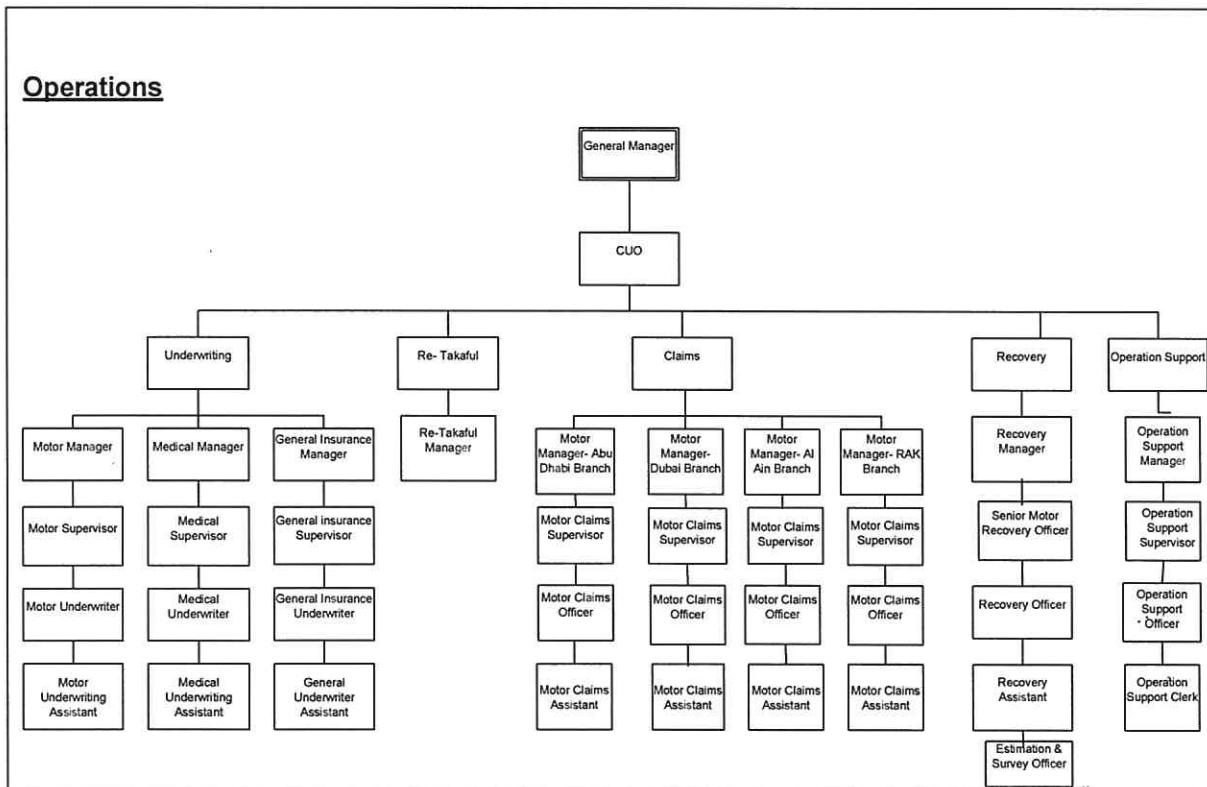 Operations
General Manager
CUO
Underwriting
Re- Takaful
Claims
Recovery
Operation Support
Motor Manager
Medical Manager
General Insurance
Manager
Re-Takaful
Manager
Motor
Manager- Abu
Dhabi Branch
Motor
Manager-
Dubai Branch
Motor
Manager- Al
Ain Branch
Motor
Manager- RAK
Branch
Recovery
Manager
Operation
Support
Manager
Motor Supervisor
Medical
Supervisor
General insurance
Supervisor
Motor Claims
Supervisor
Motor Claims
Supervisor
Motor Claims
Supervisor
Motor Claims
Supervisor
Senior Motor
Recovery Officer
Operation
Support
Supervisor
Motor Underwriter
Medical
Underwriter
General Insurance
Underwriter
Motor Claims
Officer
Motor Claims
Officer
Motor Claims
Officer
Motor Claims
Officer
Recovery Officer
Operation
Support
Officer
Motor
Underwriting
Assistant
Medical
Underwriting
Assistant
General
Underwriter
Assistant
Motor Claims
Assistant
Motor Claims
Assistant
Motor Claims
Assistant
Motor Claims
Assistant
Recovery
Assistant
Operation
Support Clerk
Estimation &
Survey Officer